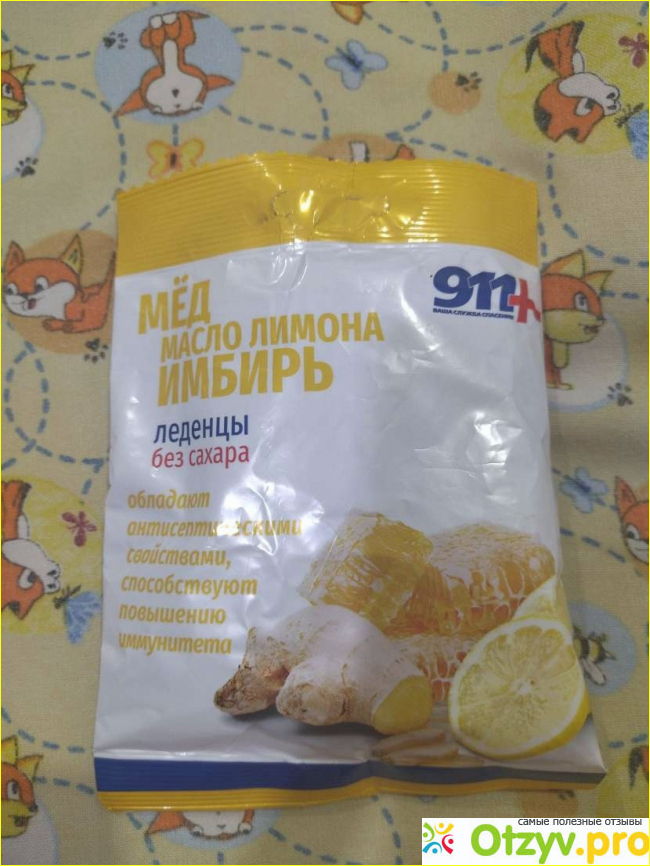 911+
ВАША СЛУЖБА СПАСЕНИЯ
МЁД
МАСЛО ЛИМОНА
ИМБИРЬ
леденцы
без сахара
обладают
антисептическими
свойствами,
способствуют
повышению
иммунитета
самые полезные отзывы
Otzyv.pro